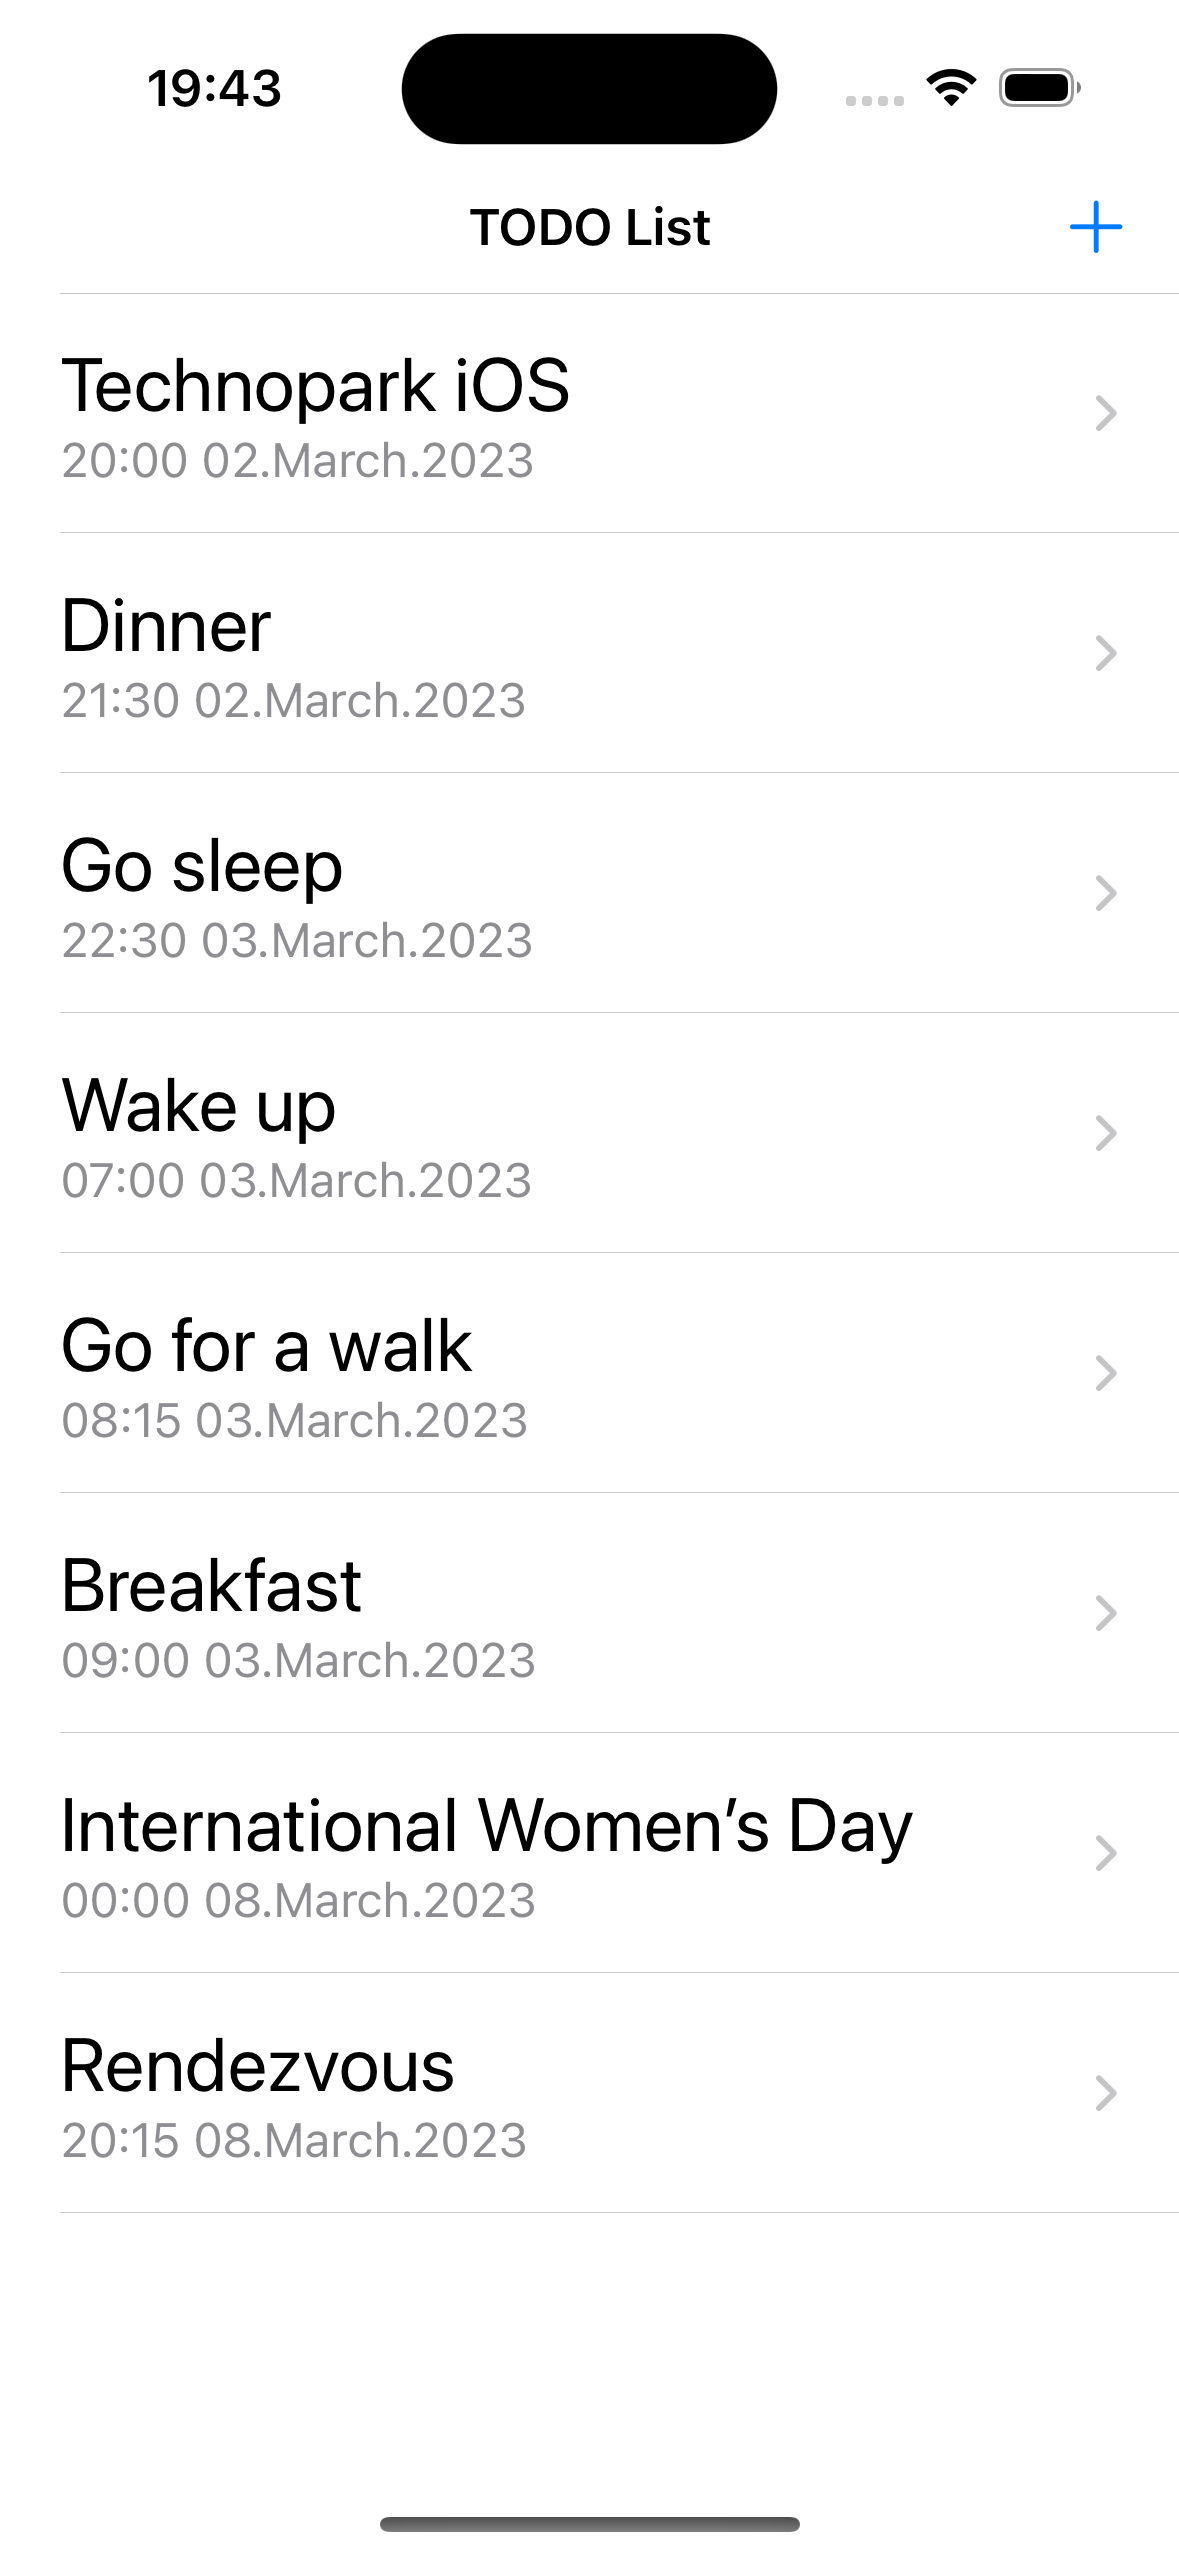 19:43
TODO List
Technopark iOS
20:00 02.March.2023
Dinner
21:30 02.March.2023
Go sleep
22:30 03.March.2023
Wake up
07:00 03.March.2023
Go for a walk
08:15 03.March.2023
Breakfast
09:00 03.March.2023
International Women’s Day
00:00 08.March.2023
Rendezvous
20:15 08.March.2023